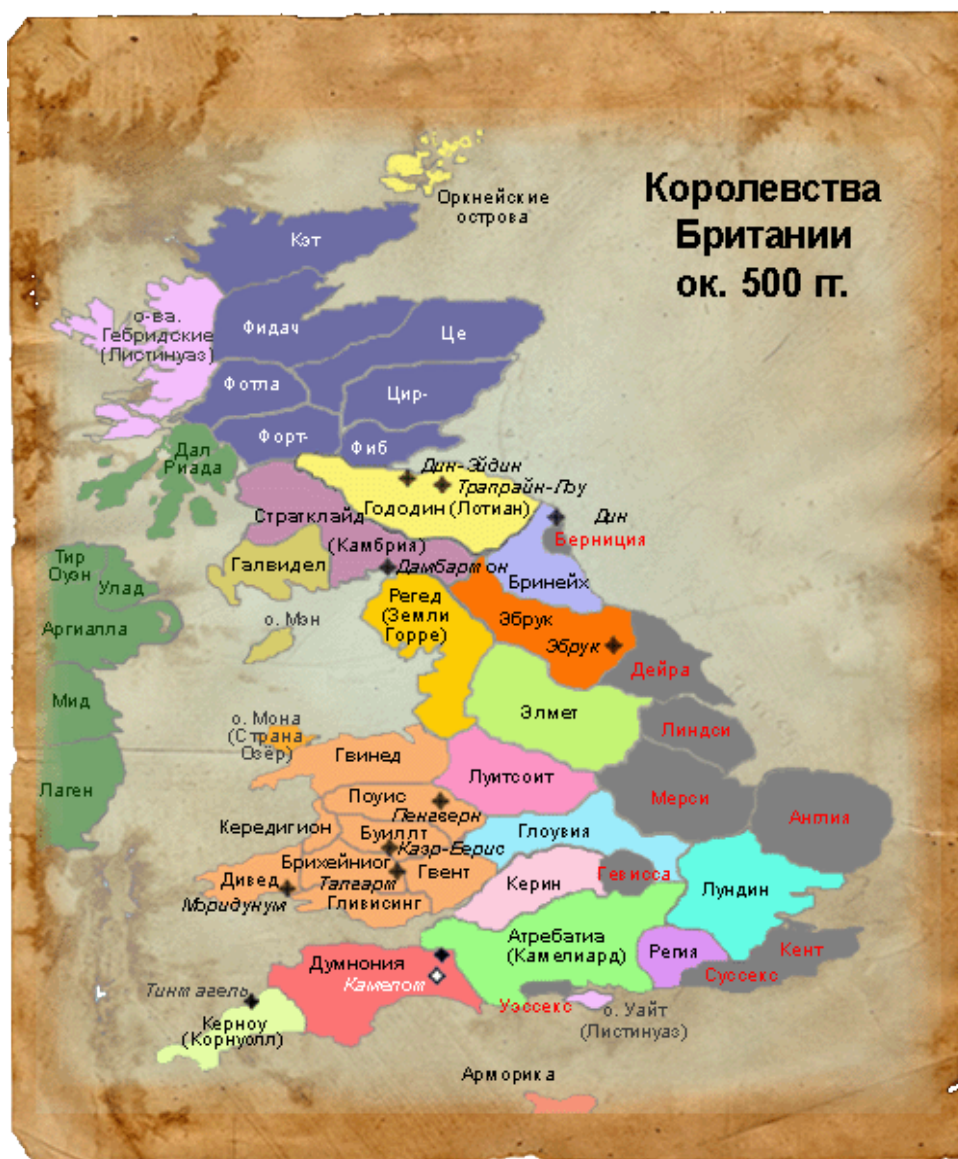 Королевства
Британии
ок. 500 гг.
Оркнейские
острова
Кэт
о-ва.
Гебридские
(Листинуаз)
Фидач
Це
Фотла
Цир-
Форт-
Фиб
Дал
Риада
Дин-Эйдин
Трапрайн-Лоу
Гододин (Лотиан)
Дин
Берниция
Стратклайд
(Камбрия)
Галвидел
Дамбартон
Бринейх
Тир
Оуэн
Улад
Аргиалла
о. Мэн
Регед
(Земли
Горре)
Эбрук
Эбрук
Дейра
Мид
Элмет
Линдси
о. Мона
(Страна
Озёр)
Гвинед
Лаген
Луитсоит
Мерси
Англия
Поуис
Пенгверн
Кередигион
Буиллт
Каэр-Берис
Глоувия
Брихейниог
Гвент
Гевисса
Дивед
Талгарт
Керин
Лундин
Моридунум
Гливисинг
Атребатиа
(Камелиард)
Регия
Кент
Суссекс
Думнония
Камелот
Тинтагель
Уэссекс
о. Уайт
(Листинуаз)
Керноу
(Корнуолл)
Арморика